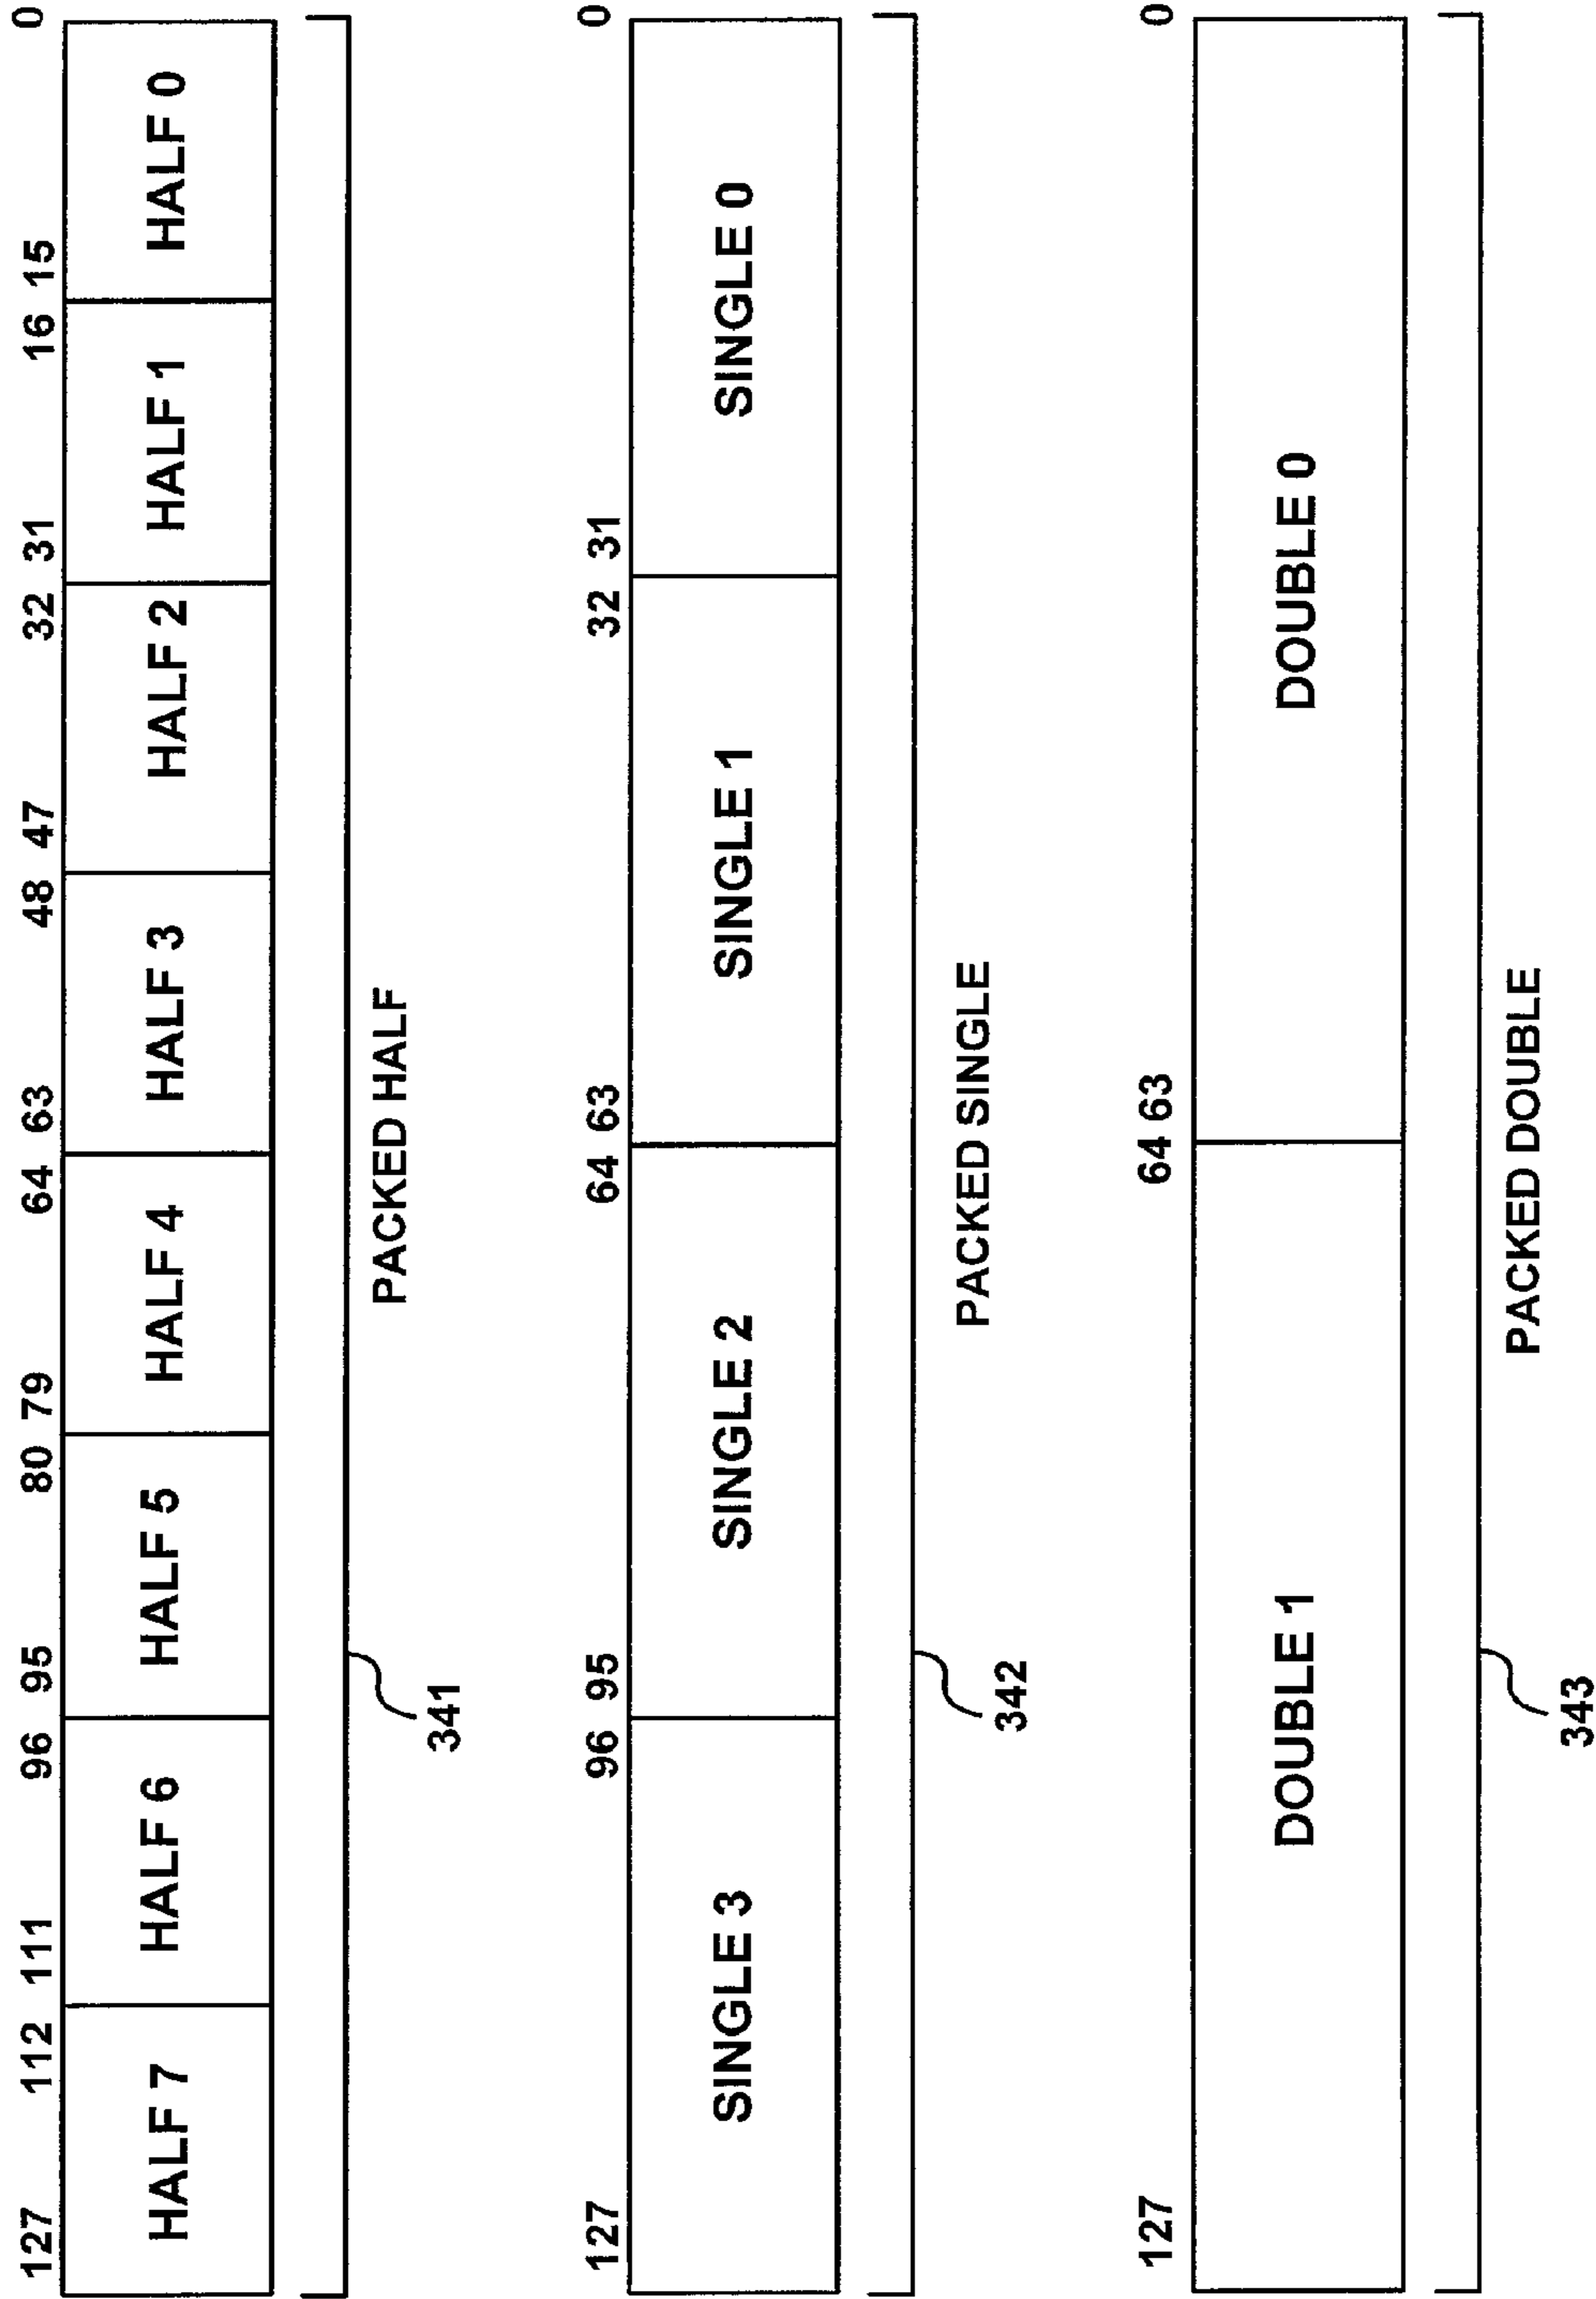 127 112 111 96 95 80 79 64 63 48 47 32 31 16 15 0
HALF 7 HALF 6 HALF 5 HALF 4 HALF 3 HALF 2 HALF 1 HALF 0
341
PACKED HALF
127 96 95 64 63 32 31 0
SINGLE 3 SINGLE 2 SINGLE 1 SINGLE 0
342
PACKED SINGLE
127 64 63 0
DOUBLE 1 DOUBLE 0
343
PACKED DOUBLE